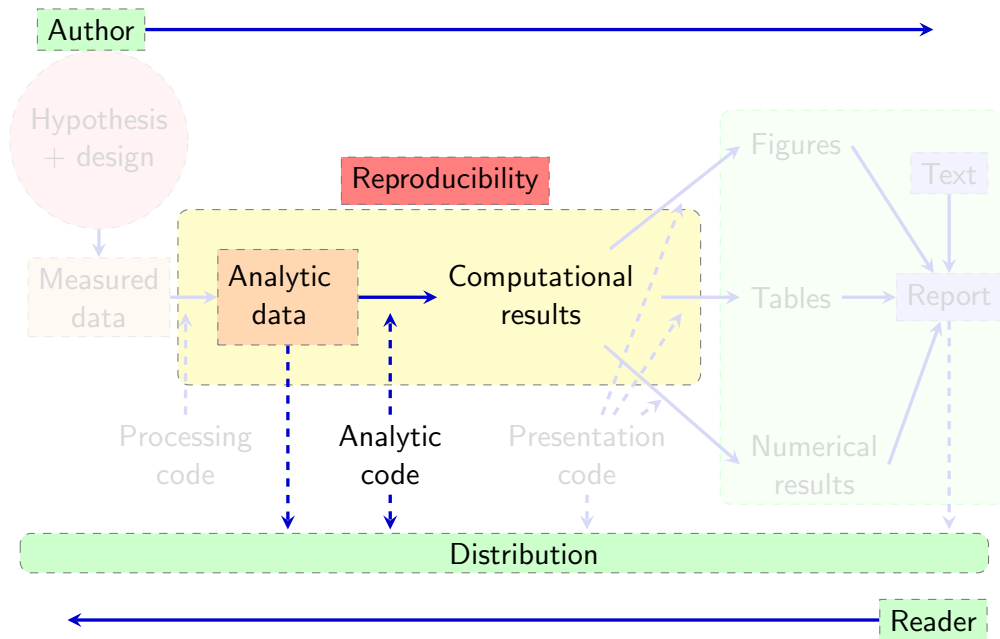 Author
Hypothesis
+ design
Reproducibility
Figures
Text
Measured
data
Analytic
data
Computational
results
Tables
Report
Processing
code
Analytic
code
Presentation
code
Numerical
results
Distribution
Reader